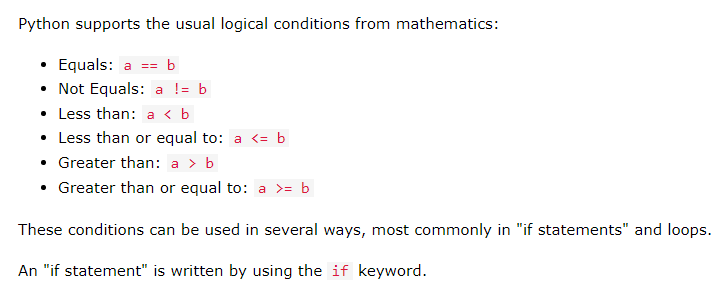 Python supports the usual logical conditions from mathematics:
• Equals: a == b
• Not Equals: a != b
• Less than: a < b
• Less than or equal to: a <= b
• Greater than: a > b
• Greater than or equal to: a >= b
These conditions can be used in several ways, most commonly in "if statements" and loops.
An "if statement" is written by using the if keyword.